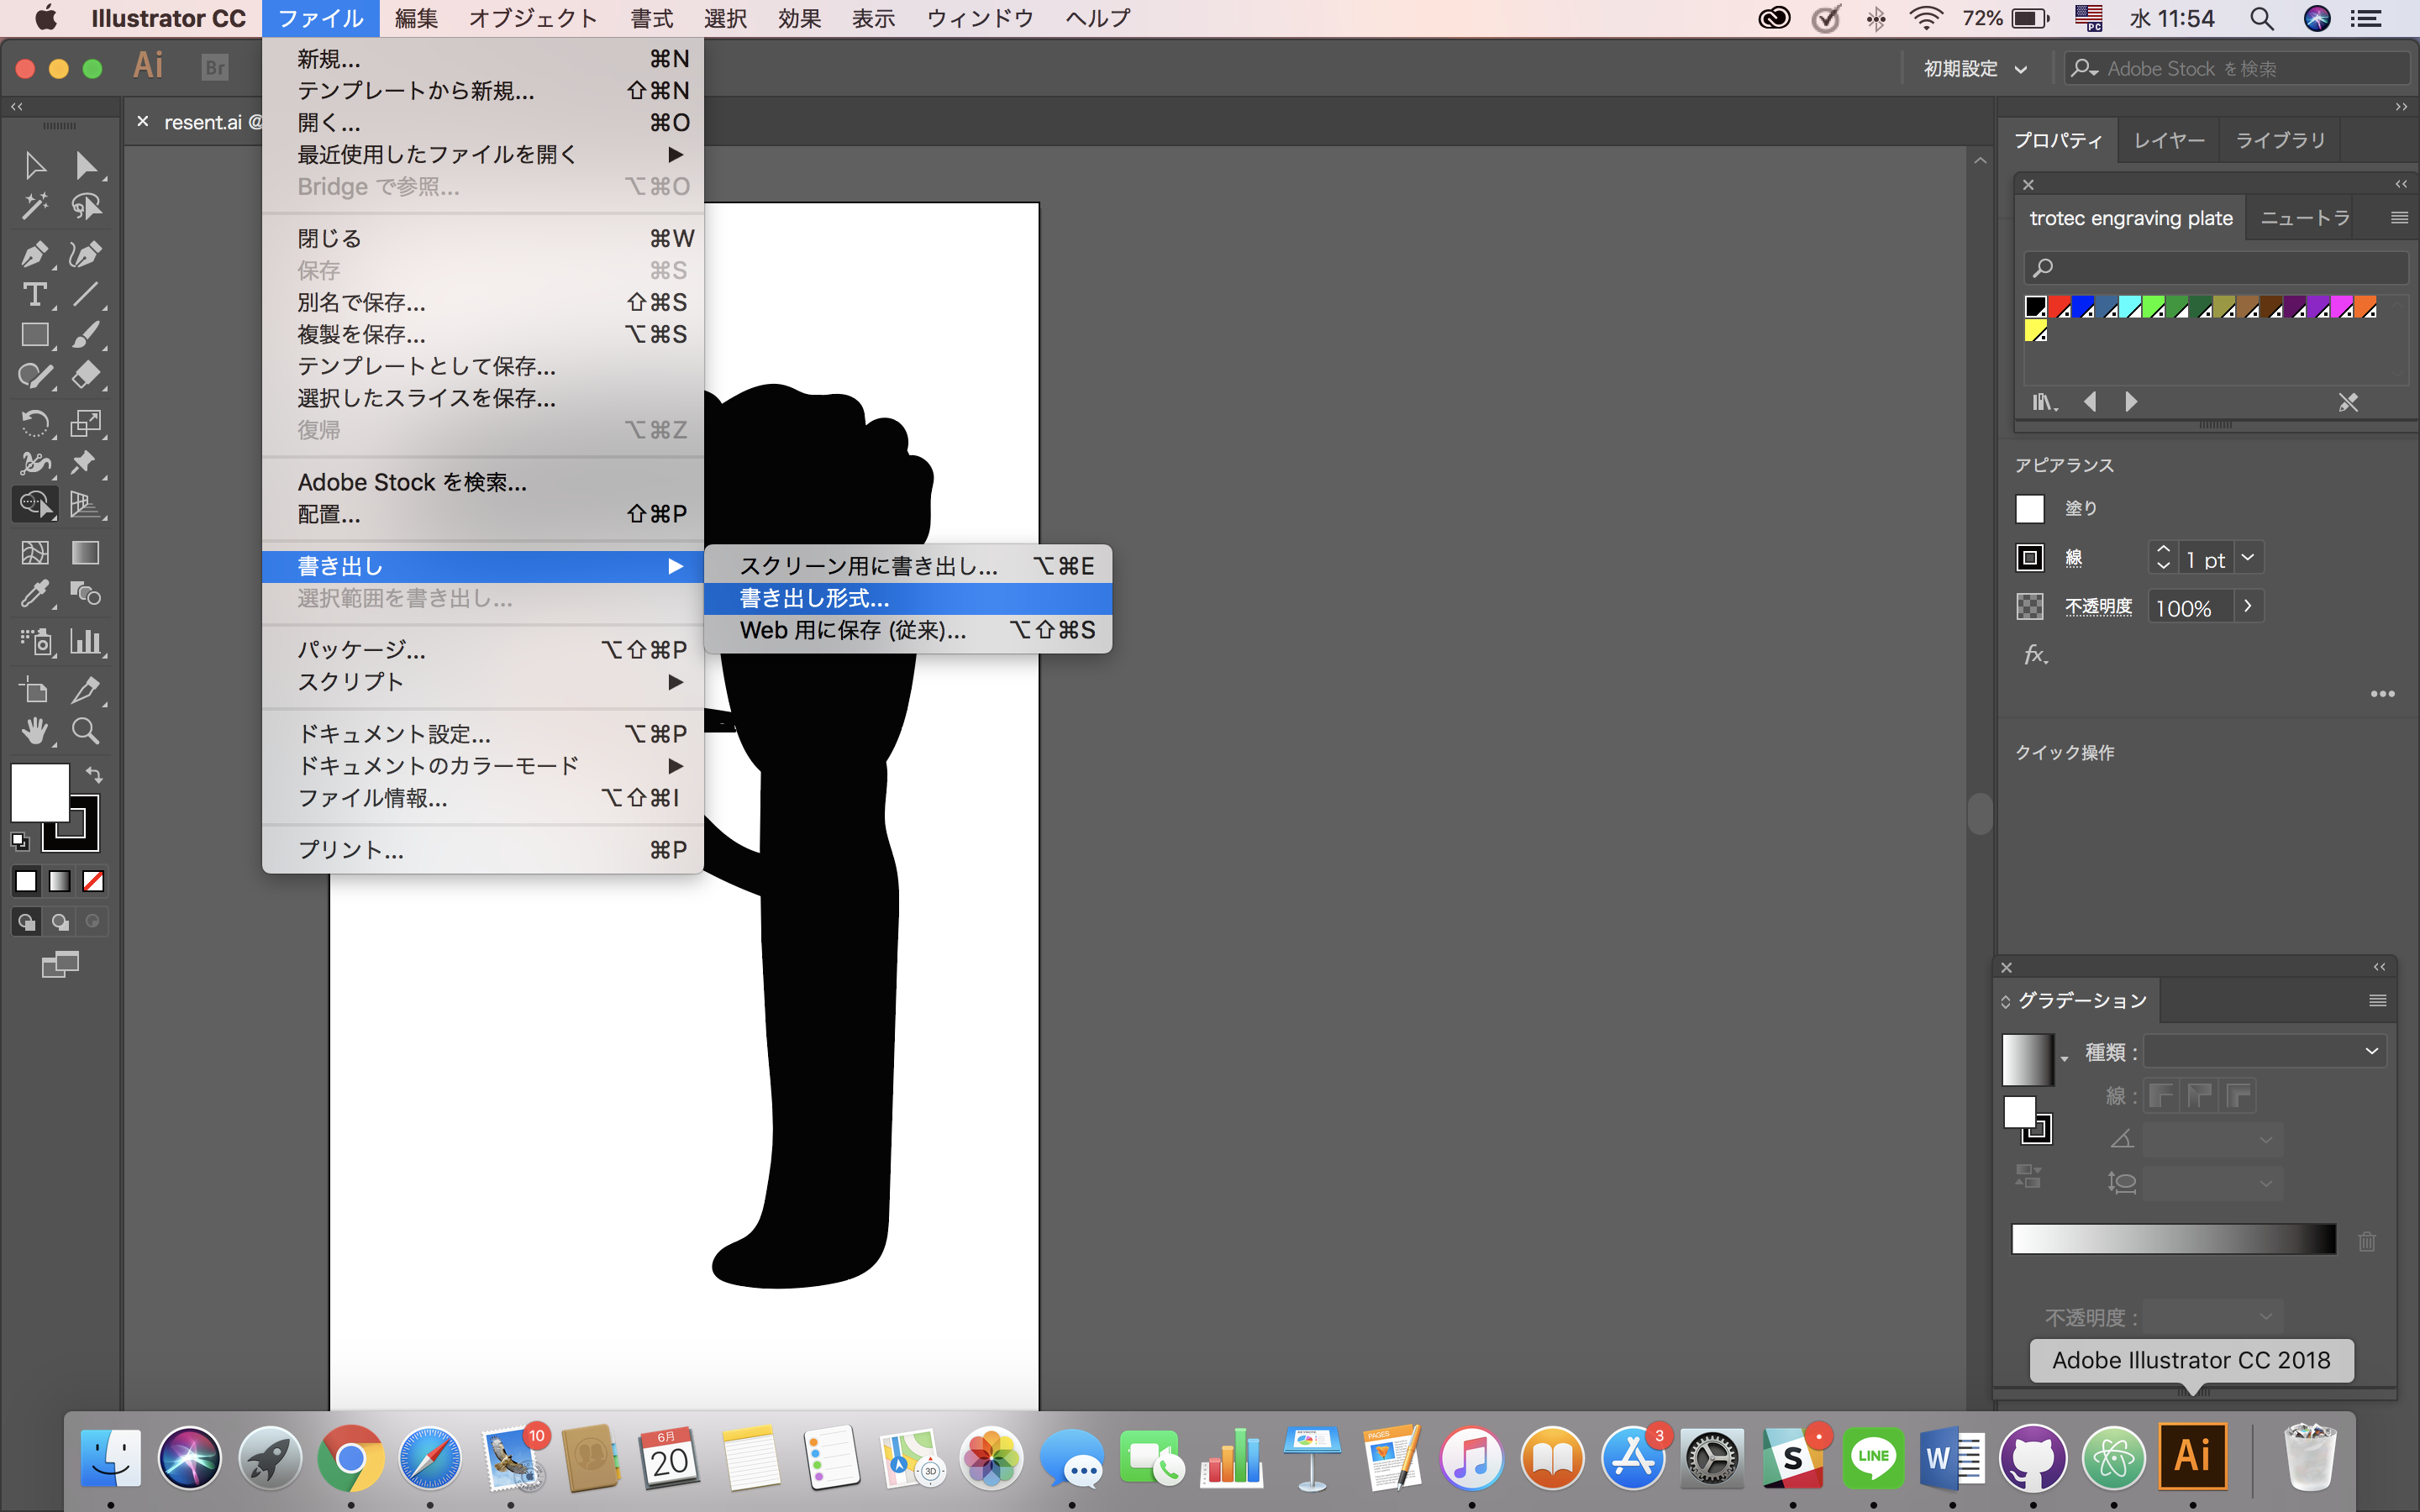 Illustrator CC ファイル 編集 オブジェクト 書式 選択 効果 表示 ウィンドウ ヘルプ 72% PC 水 11:54
Ai Br 初期設定 Adobe Stock を検索
resent.ai @
新規... ⌘N
テンプレートから新規... ⇧⌘N
開く... ⌘O
最近使用したファイルを開く ▶
Bridge で参照... ⌥⌘O
閉じる ⌘W
保存 ⌘S
別名で保存... ⇧⌘S
複製を保存... ⌥⌘S
テンプレートとして保存...
選択したスライスを保存...
復帰 ⌥⌘Z
Adobe Stock を検索...
配置... ⇧⌘P
書き出し ▶
選択範囲を書き出し...
パッケージ... ⌥⇧⌘P
スクリプト ▶
ドキュメント設定... ⌥⌘P
ドキュメントのカラーモード ▶
ファイル情報... ⌥⇧⌘I
プリント... ⌘P
スクリーン用に書き出し... ⌥⌘E
書き出し形式...
Web 用に保存 (従来)... ⌥⇧⌘S
プロパティ レイヤー ライブラリ
trotec engraving plate ニュートラ
アピアランス
塗り
線 1 pt
不透明度 100%
fx
クイック操作
グラデーション
種類 :
線 :
不透明度 :
Adobe Illustrator CC 2018
10
6月
20
3D
PAGES
3
S
LINE
W
Ai